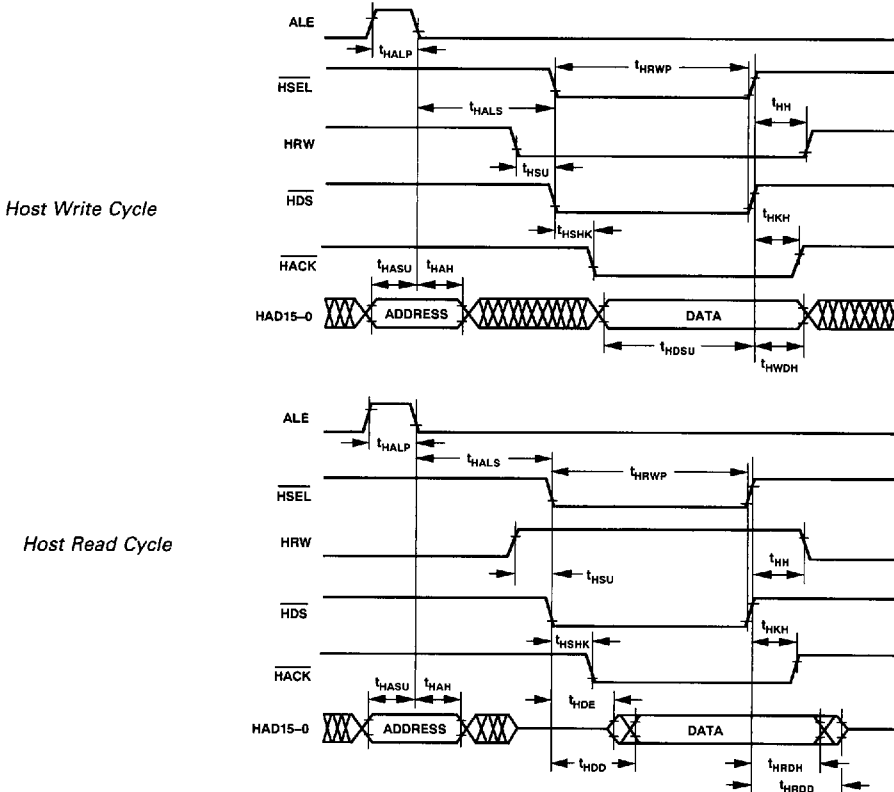 ALE
tHALP
HSEL
tHRWP
tHALS
tHH
HRW
tHSU
HDS
Host Write Cycle
tHSHK
tHKH
HACK
tHASU tHAH
HAD15–0
ADDRESS
DATA
tHDSU
tHWDH
ALE
tHALP
tHALS
tHRWP
HSEL
Host Read Cycle
HRW
tHSU
tHH
HDS
tHSHK
tHKH
HACK
tHASU tHAH
tHDE
HAD15–0
ADDRESS
DATA
tHDD
tHRDH
tHRDD